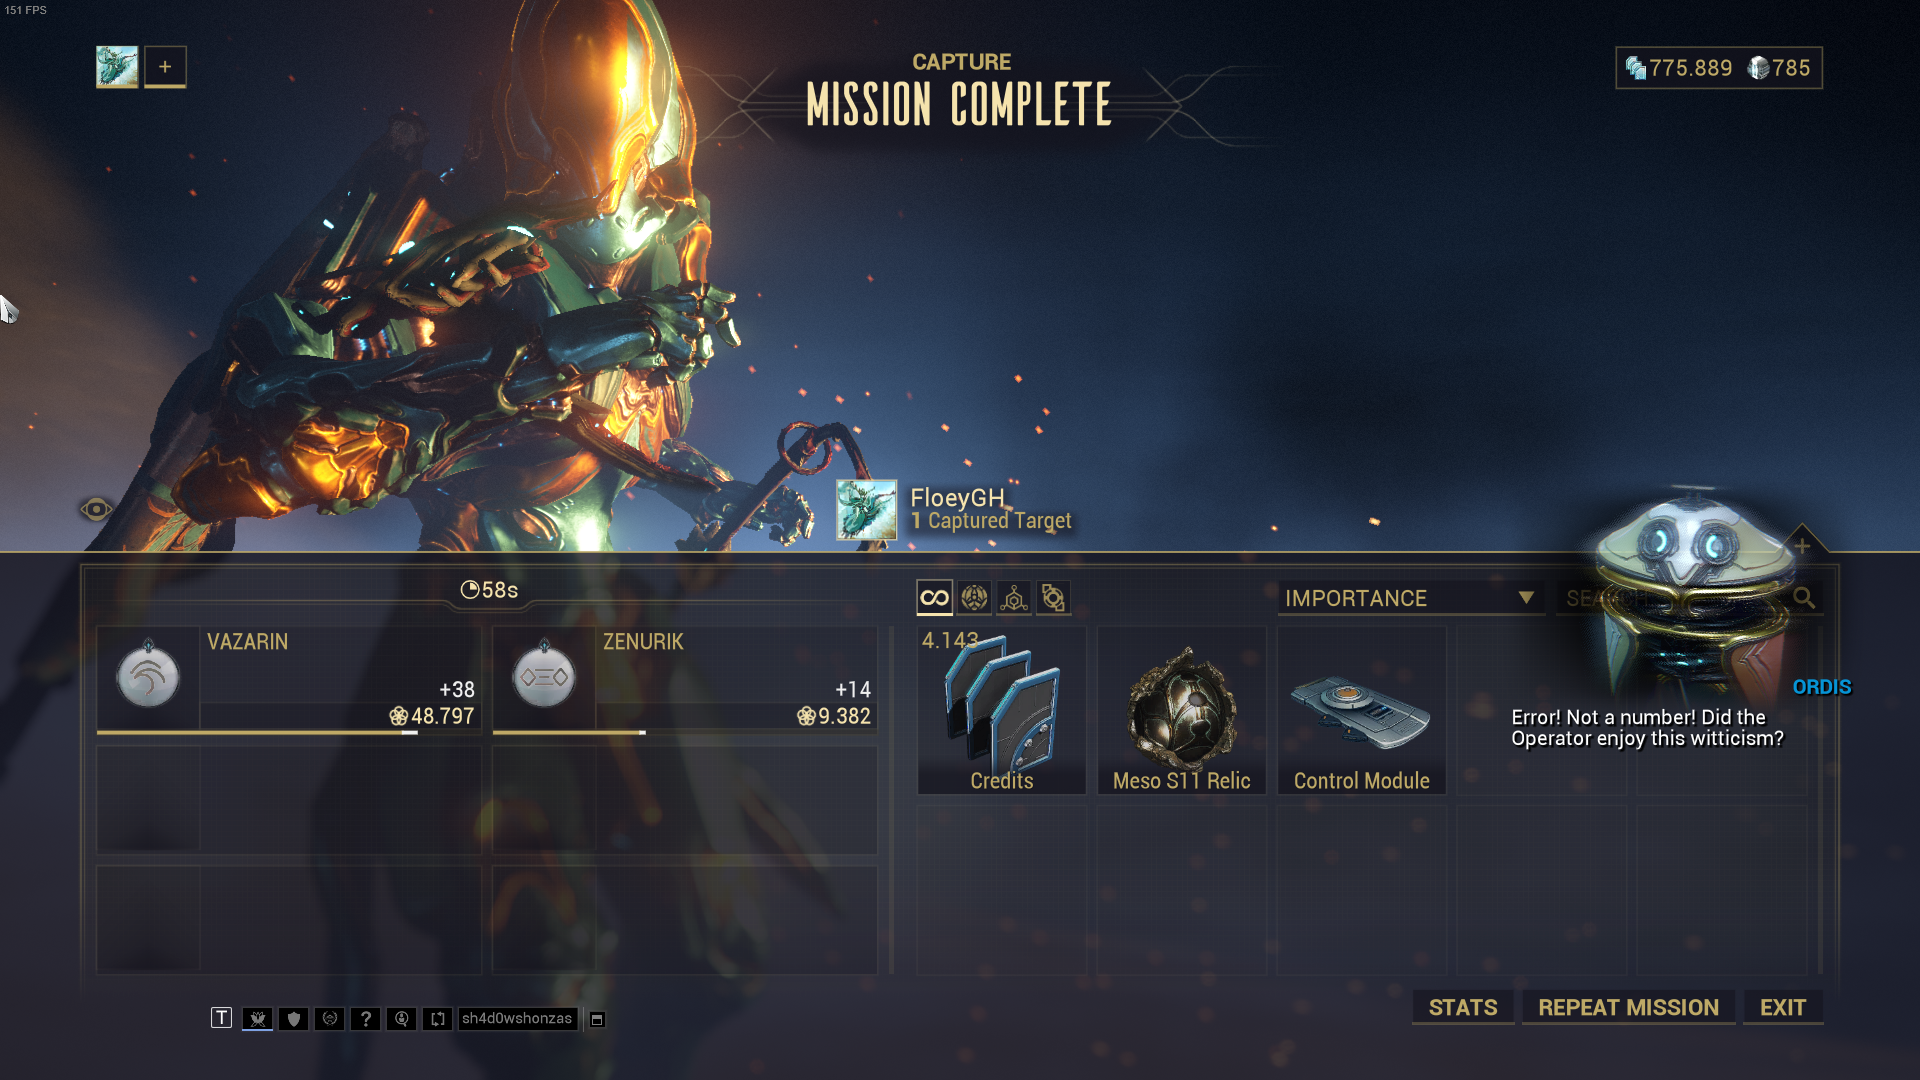 151 FPS
+
CAPTURE
MISSION COMPLETE
775.889 785
FloeyGH
1 Captured Target
58s
VAZARIN
+38
48.797
ZENURIK
+14
9.382
IMPORTANCE
4.143
Credits
Meso S11 Relic
Control Module
ORDIS
Error! Not a number! Did the
Operator enjoy this witticism?
T
?
sh4d0wshonzas
STATS
REPEAT MISSION
EXIT